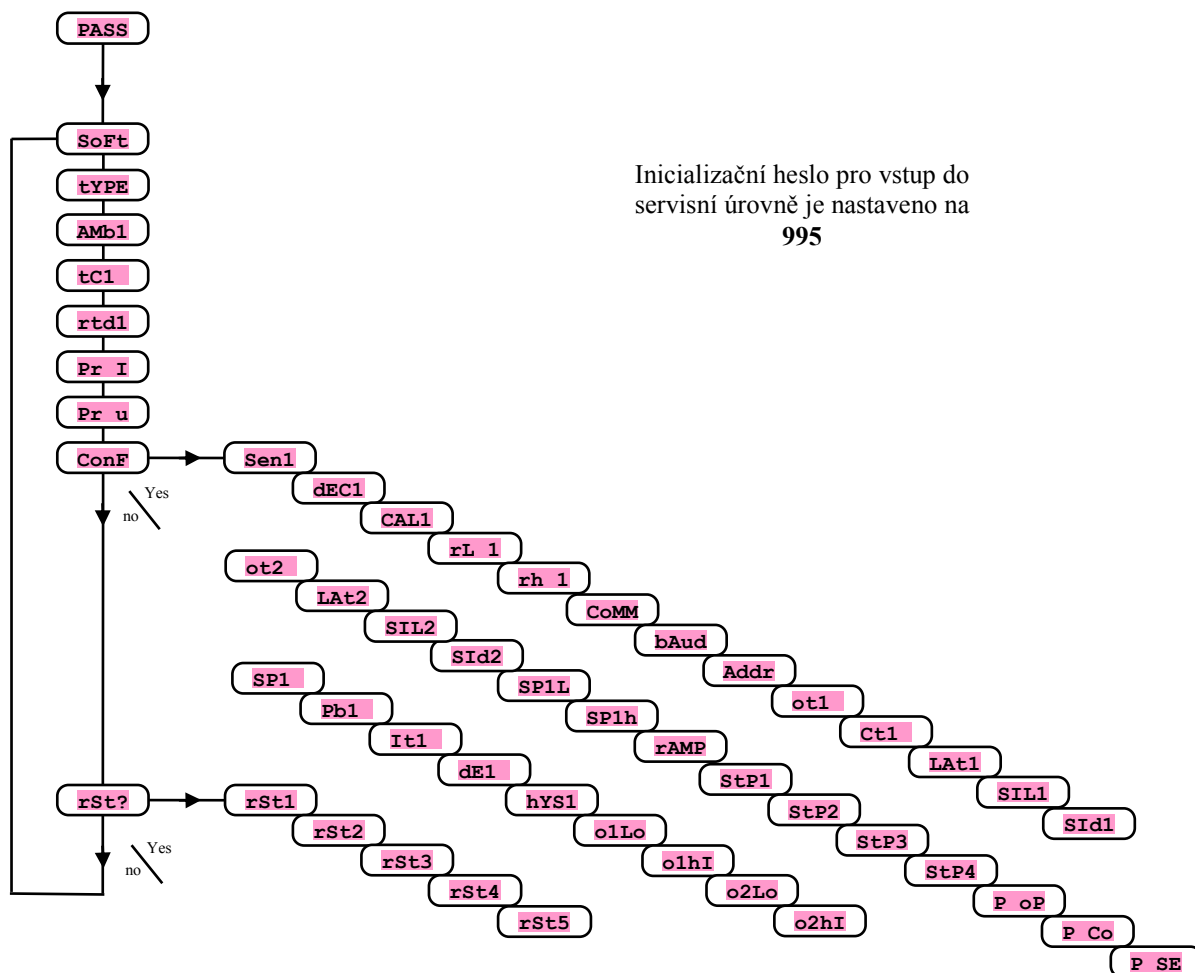 PASS
SoFt
Inicializační heslo pro vstup do
servisní úrovně je nastaveno na
995
tYPE
AMb1
tC1
rtd1
Pr I
Pr u
ConF
Yes
no
Sen1
dEC1
CAL1
rL 1
rh 1
CoMM
bAud
Addr
ot1
Ct1
LAt1
SIL1
SId1
ot2
LAt2
SIL2
SId2
SP1L
SP1h
rAMP
StP1
StP2
StP3
StP4
P oP
P Co
P SE
SP1
Pb1
It1
dE1
hYS1
o1Lo
o1hI
o2Lo
o2hI
rSt?
Yes
no
rSt1
rSt2
rSt3
rSt4
rSt5